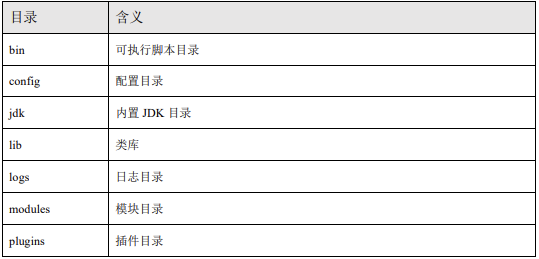 目录 含义
bin 可执行脚本目录
config 配置目录
jdk 内置 JDK 目录
lib 类库
logs 日志目录
modules 模块目录
plugins 插件目录